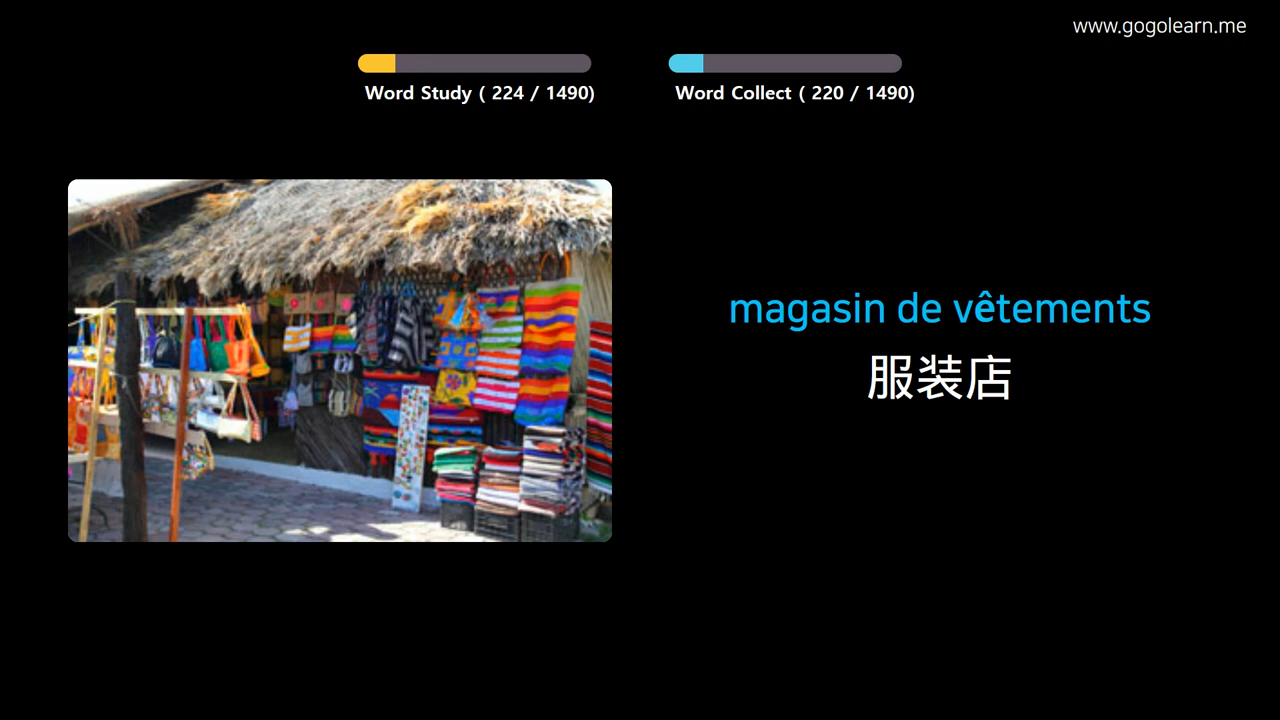 www.gogolearn.me
Word Study ( 224 / 1490)
Word Collect ( 220 / 1490)
magasin de vêtements
服装店